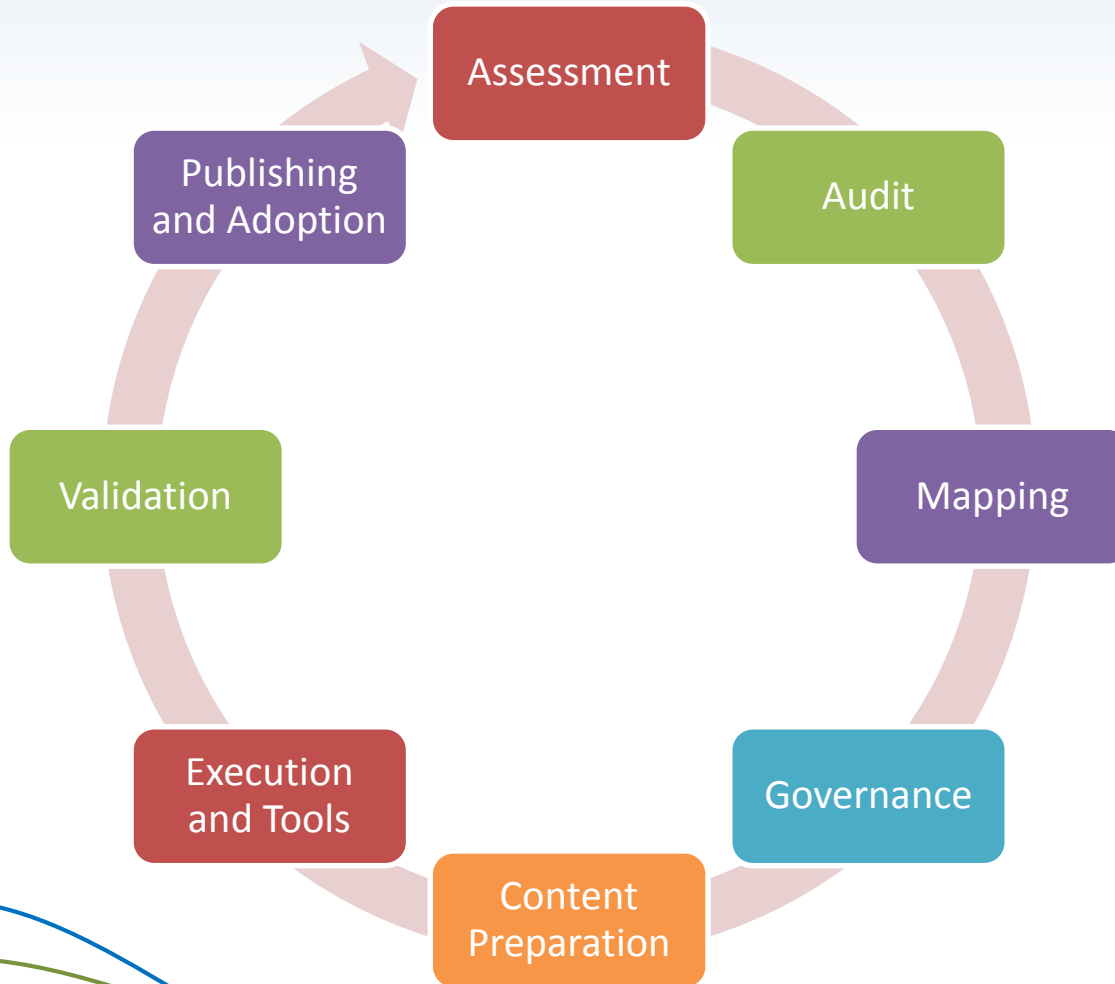 Assessment
Audit
Mapping
Governance
Content
Preparation
Execution
and Tools
Validation
Publishing
and Adoption